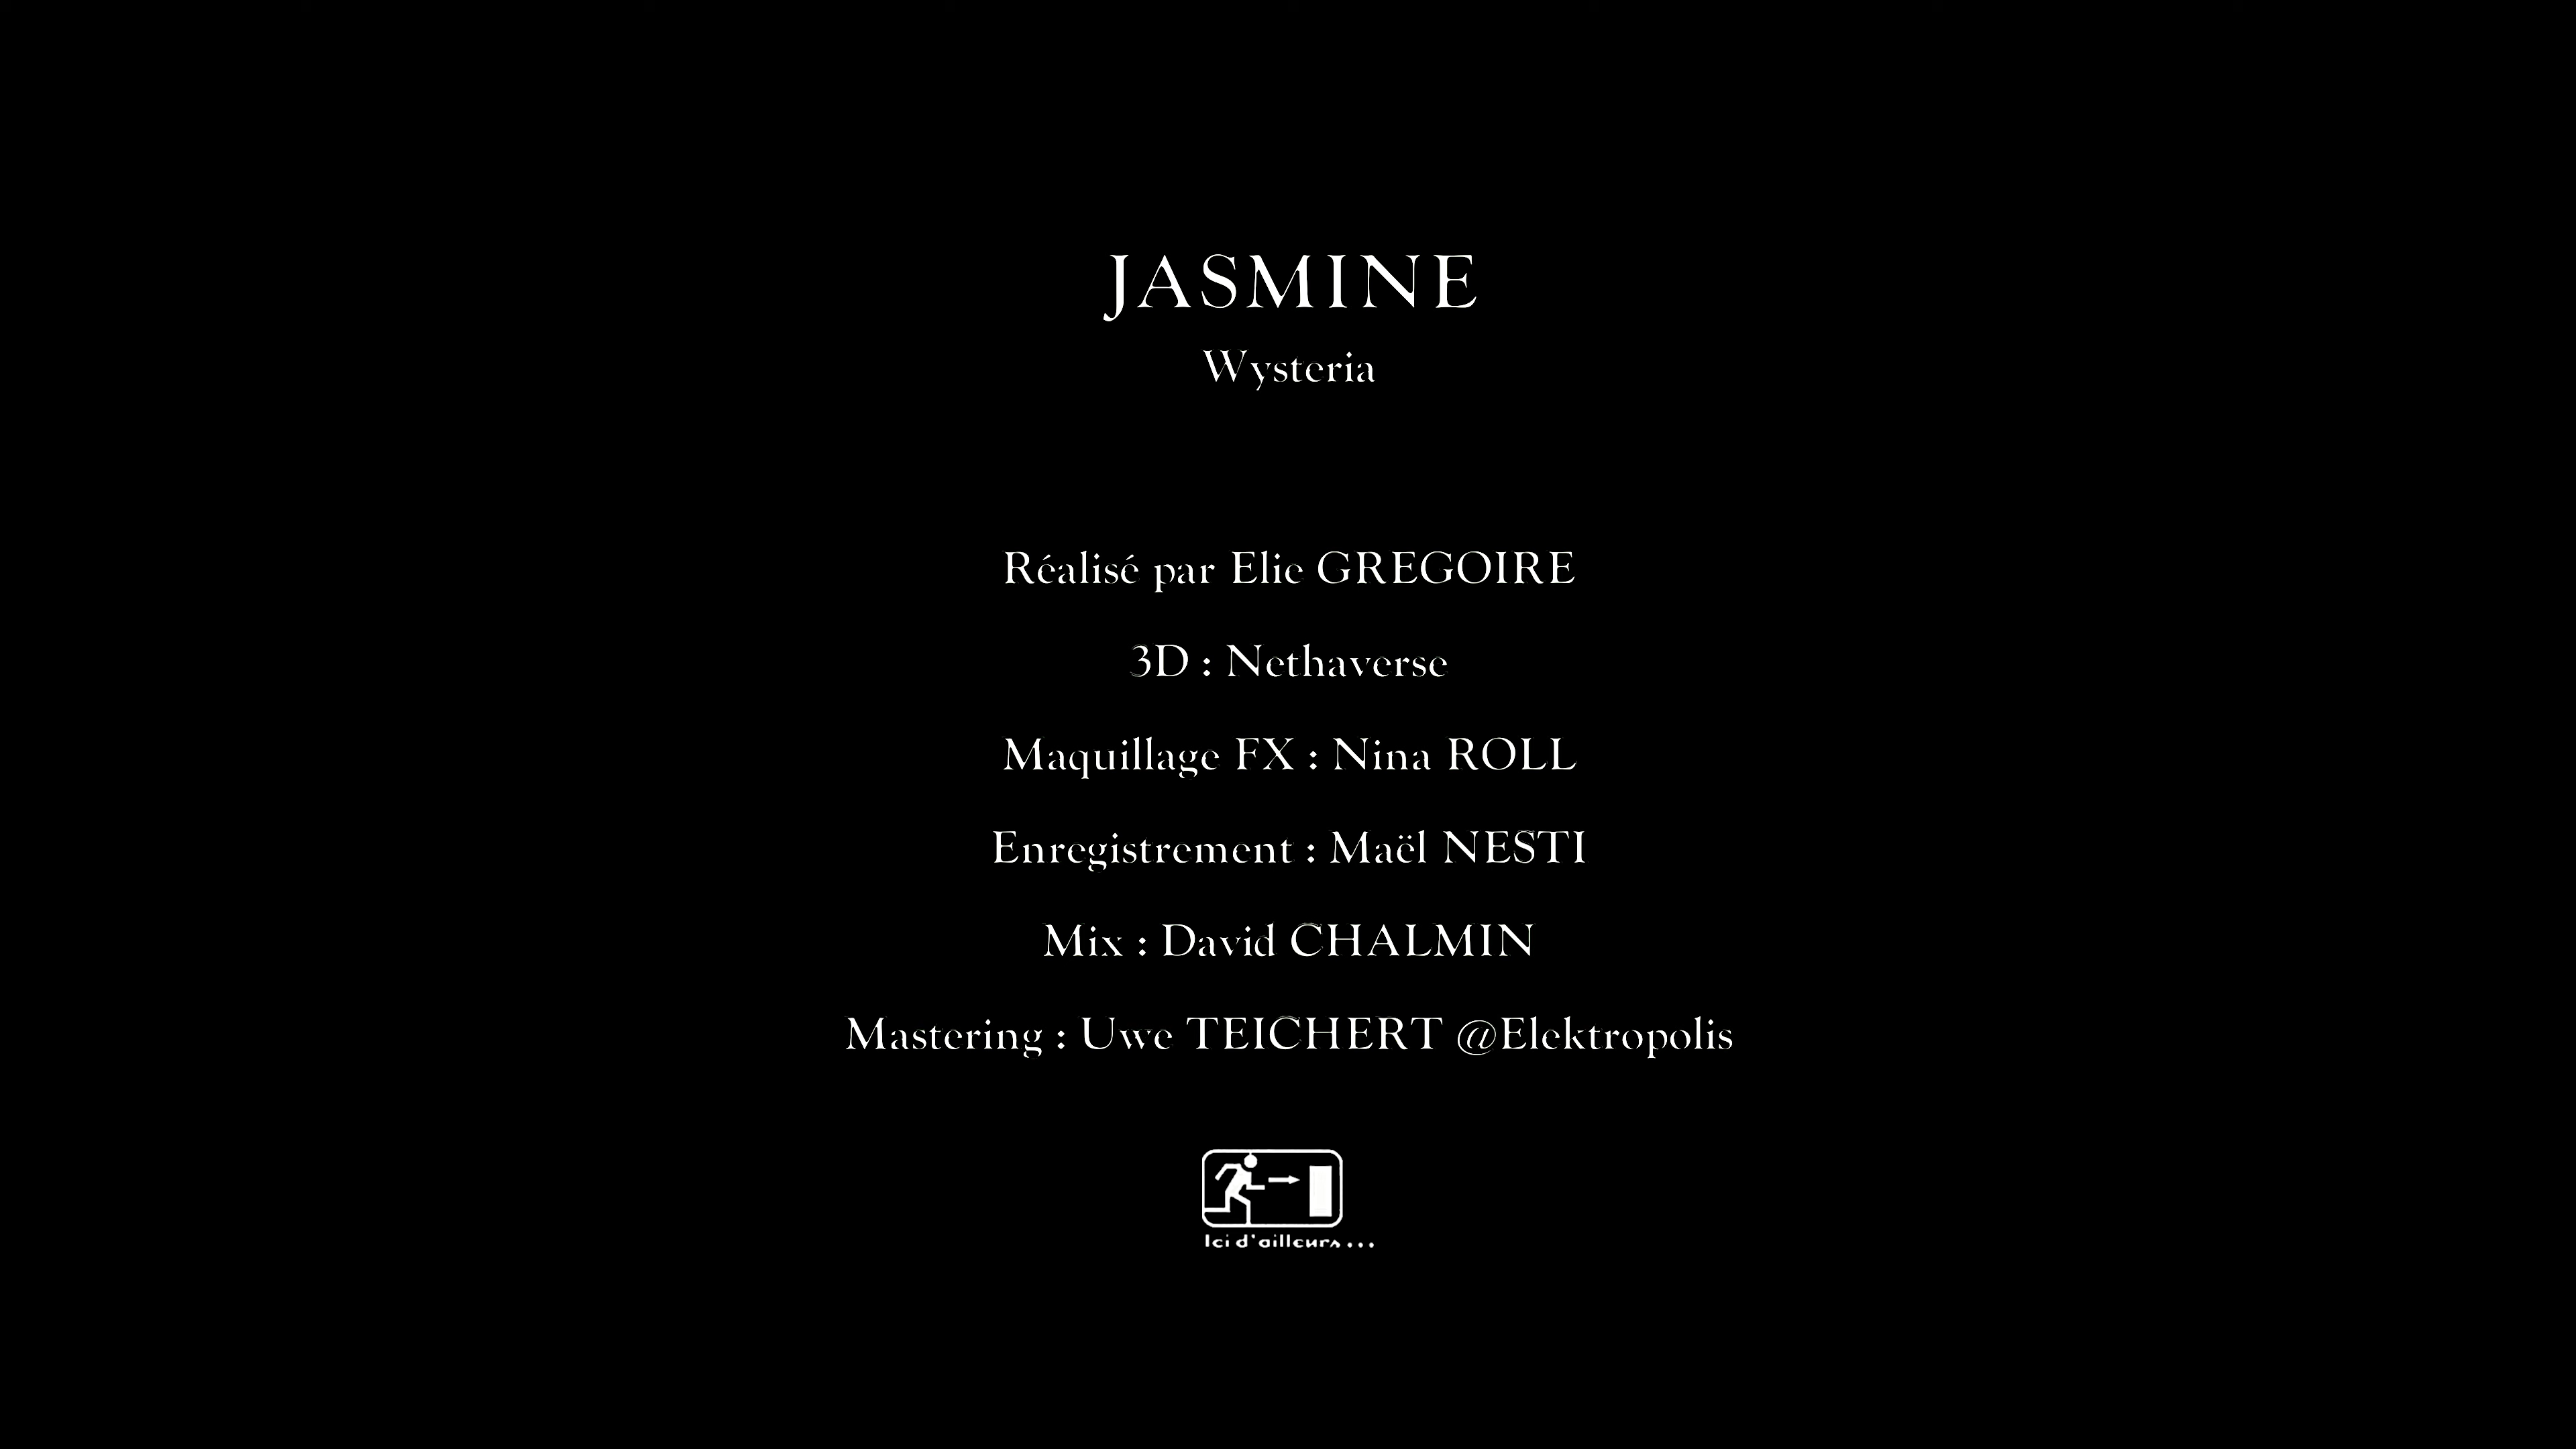 JASMINE
Wysteria
Réalisé par Elie GREGOIRE
3D : Nethaverse
Maquillage FX : Nina ROLL
Enregistrement : Maël NESTI
Mix : David CHALMIN
Mastering : Uwe TEICHERT @Elektropolis
Ici d'ailleurs...